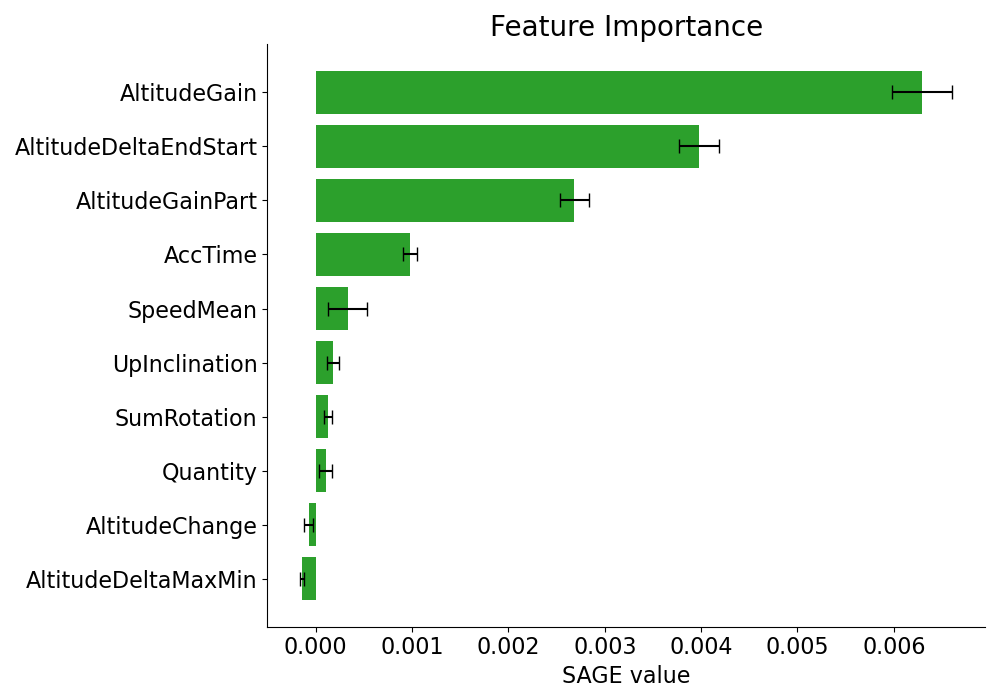 Feature Importance
AltitudeGain
AltitudeDeltaEndStart
AltitudeGainPart
AccTime
SpeedMean
UpInclination
SumRotation
Quantity
AltitudeChange
AltitudeDeltaMaxMin
0.000 0.001 0.002 0.003 0.004 0.005 0.006
SAGE value